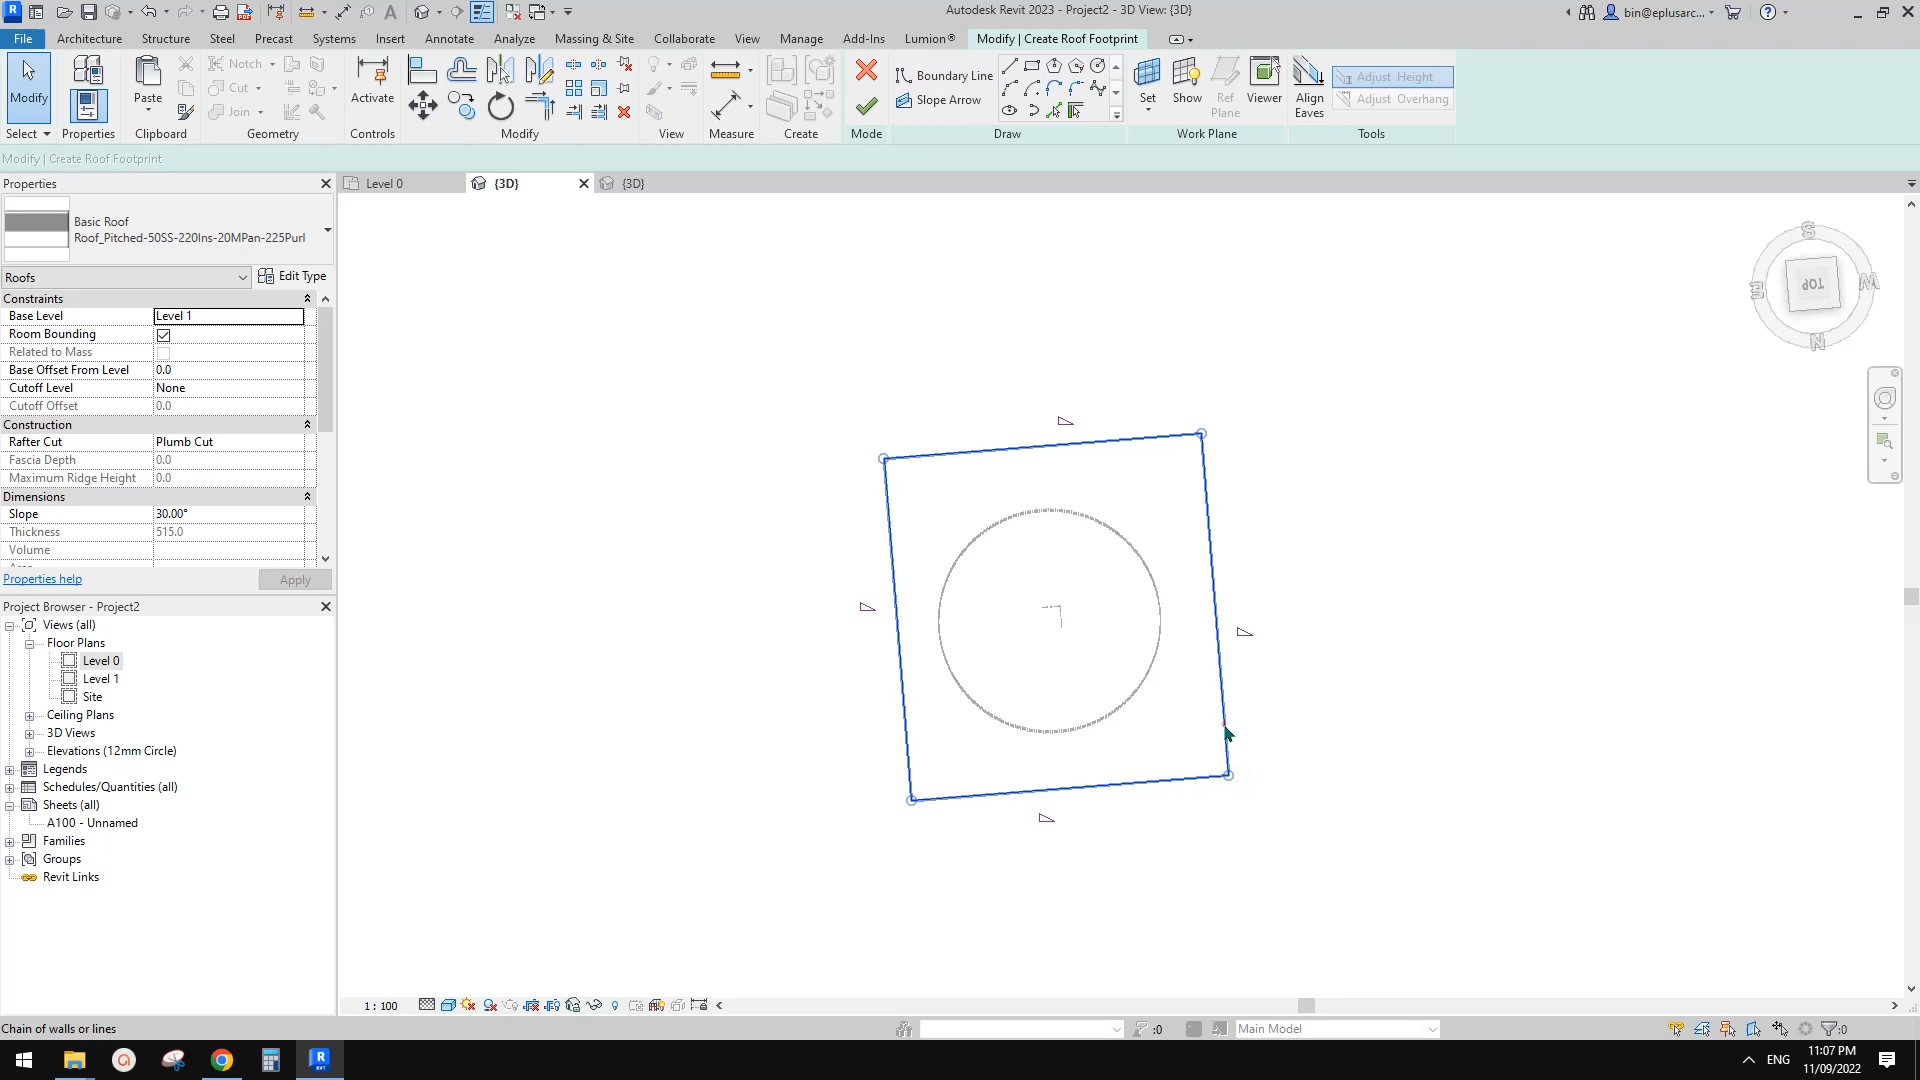 Autodesk Revit 2023 - Project2 - 3D View: {3D}
bin@eplusarc...
File Architecture Structure Steel Precast Systems Insert Annotate Analyze Massing & Site Collaborate View Manage Add-Ins Lumion® Modify | Create Roof Footprint
Modify
Paste
Notch
Cut
Join
Activate
Boundary Line
Slope Arrow
Set
Show
Ref Plane
Viewer
Align Eaves
Adjust Height
Adjust Overhang
Select Properties Clipboard Geometry Controls Modify View Measure Create Mode Draw Work Plane Tools
Modify | Create Roof Footprint
Properties
Level 0
{3D}
{3D}
Basic Roof
Roof_Pitched-50SS-220Ins-20MPan-225Purl
Roofs
Edit Type
Constraints
Base Level Level 1
Room Bounding
Related to Mass
Base Offset From Level 0.0
Cutoff Level None
Cutoff Offset 0.0
Construction
Rafter Cut Plumb Cut
Fascia Depth 0.0
Maximum Ridge Height 0.0
Dimensions
Slope 30.00°
Thickness 515.0
Volume
Properties help
Apply
Project Browser - Project2
Views (all)
Floor Plans
Level 0
Level 1
Site
Ceiling Plans
3D Views
Elevations (12mm Circle)
Legends
Schedules/Quantities (all)
Sheets (all)
A100 - Unnamed
Families
Groups
Revit Links
S
E
TOP
W
N
1 : 100
Chain of walls or lines
:0
Main Model
:0
ENG
11:07 PM
11/09/2022